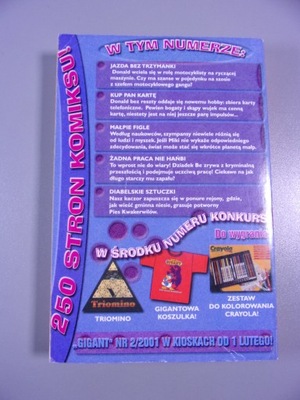 250 STRON KOMIKSU!
W TYM NUMERZE:
JAZDA BEZ TRZYMANKI
Donald wciela się w rolę motocyklisty na ryczącej
maszynie. Czy ma szanse w pojedynku na szosie
z szefem motocyklowego gangu?
KUP PAN KARTĘ
Donald bez reszty oddaje się nowemu hobby: zbiera karty
telefoniczne. Pewien bogaty i skąpy wujek ma cenną
kartę, niestety jest na niej jeszcze parę impulsów...
MAŁPIE FIGLE
Według naukowców, szympansy niewiele różnią się
od ludzi i myszek. Jeśli Miki nie wykaże odpowiedniego
zdecydowania, świat może stać się wkrótce planetą małp.
ŻADNA PRACA NIE HAŃBI
To wprost nie do wiary! Dziadek Be zrywa z kryminalną
przeszłością i podejmuje uczciwą pracę! Ciekawe na jak
długo starczy mu zapału?
DIABELSKIE SZTUCZKI
Nasz kaczor zapuszcza się w ponure rejony, gdzie,
jak wieść gminna niesie, grasuje potworny
Pies Kwakerwilów.
W ŚRODKU NUMERU KONKURS
Do wygrania
Triomino
Crayola
TRIOMINO
GIGANTOWA
KOSZULKA!
ZESTAW
DO KOLOROWANIA
CRAYOLA!
„GIGANT” NR 2/2001 W KIOSKACH OD 1 LUTEGO!